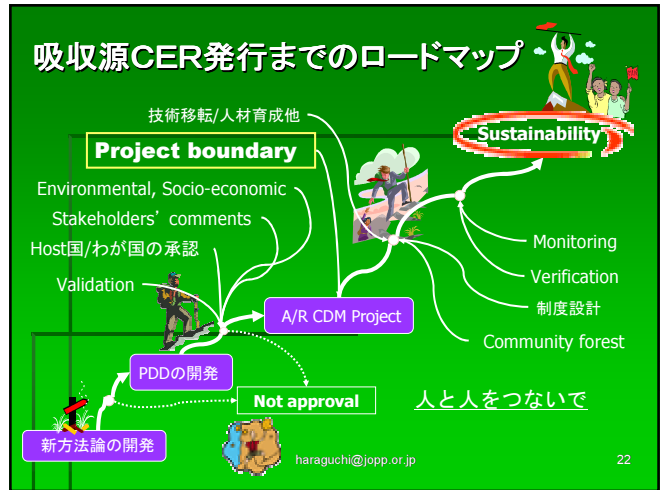 吸収源CER発行までのロードマップ
技術移転/人材育成他
Sustainability
Project boundary
Environmental, Socio-economic
Stakeholders’ comments
Host国/わが国の承認
Validation
Monitoring
Verification
制度設計
Community forest
A/R CDM Project
PDDの開発
Not approval
人と人をつないで
新方法論の開発
haraguchi@jopp.or.jp
22